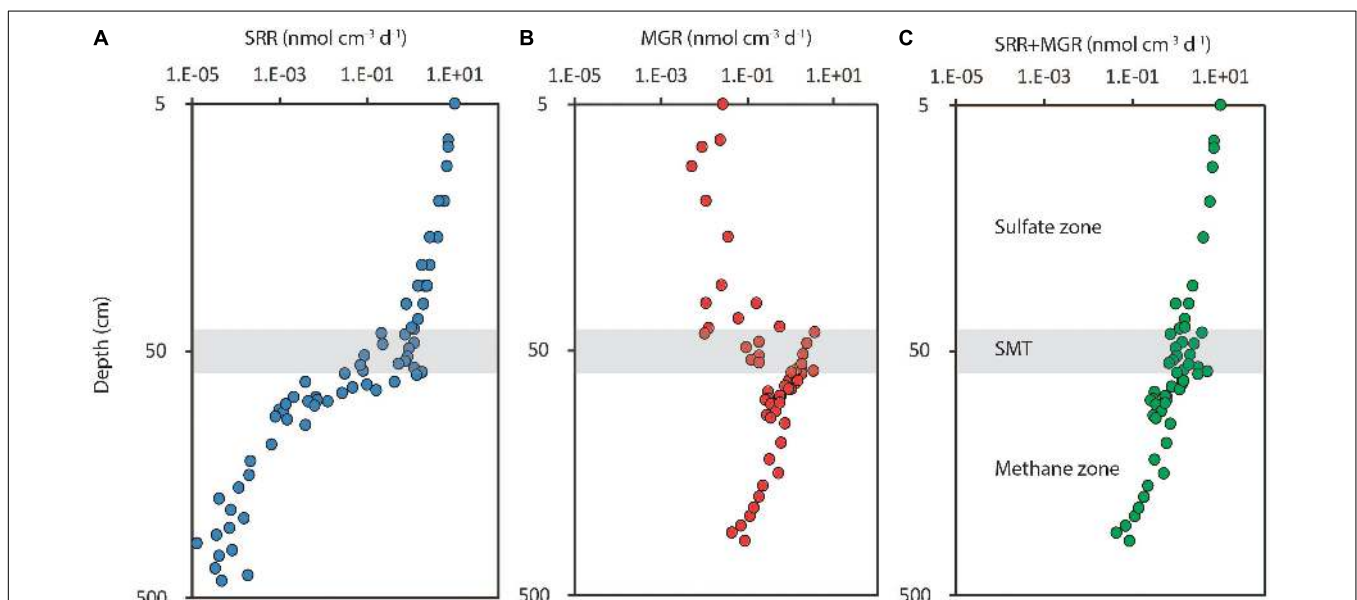 A
SRR (nmol cm⁻³ d⁻¹)
1.E-05 1.E-03 1.E-01 1.E+01
B
MGR (nmol cm⁻³ d⁻¹)
1.E-05 1.E-03 1.E-01 1.E+01
C
SRR+MGR (nmol cm⁻³ d⁻¹)
1.E-05 1.E-03 1.E-01 1.E+01
Depth (cm)
5
50
500
5
50
500
5
50
500
Sulfate zone
SMT
Methane zone